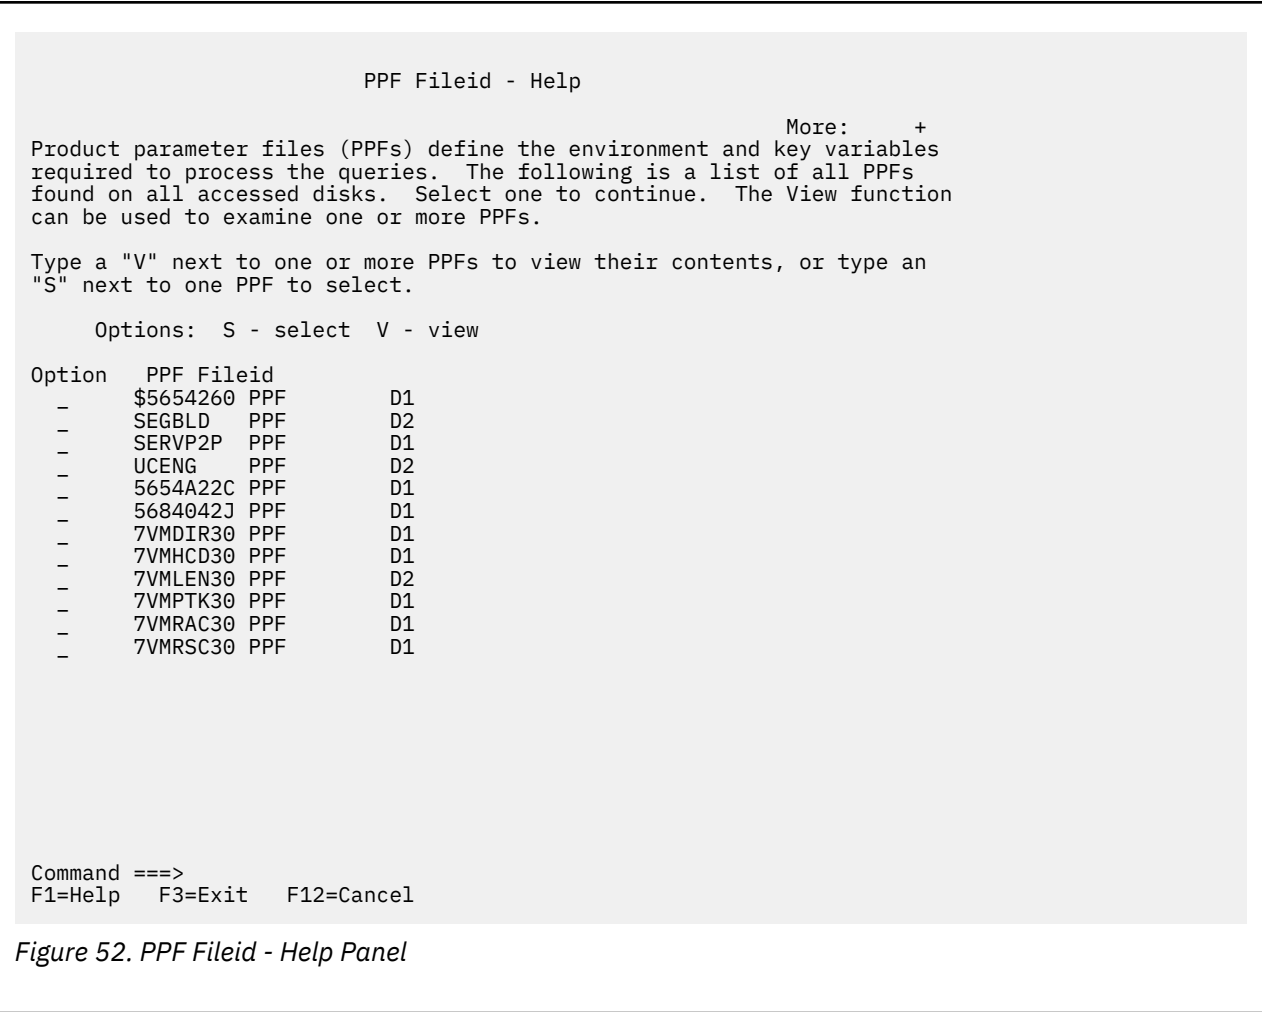 PPF Fileid - Help
More:     +
Product parameter files (PPFs) define the environment and key variables
required to process the queries.  The following is a list of all PPFs
found on all accessed disks.  Select one to continue.  The View function
can be used to examine one or more PPFs.
Type a "V" next to one or more PPFs to view their contents, or type an
"S" next to one PPF to select.
Options:  S - select  V - view
Option   PPF Fileid
_     $5654260 PPF        D1
_     SEGBLD   PPF        D2
_     SERVP2P  PPF        D1
_     UCENG    PPF        D2
_     5654A22C PPF        D1
_     5684042J PPF        D1
_     7VMDIR30 PPF        D1
_     7VMHCD30 PPF        D1
_     7VMLEN30 PPF        D2
_     7VMPTK30 PPF        D1
_     7VMRAC30 PPF        D1
_     7VMRSC30 PPF        D1
Command ===>
F1=Help   F3=Exit   F12=Cancel
Figure 52. PPF Fileid - Help Panel